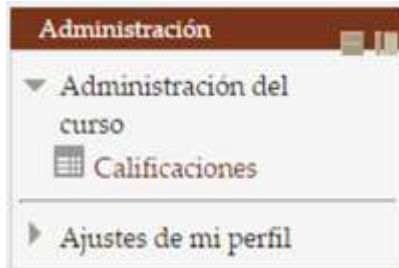 Administración
Administración del
curso
Calificaciones
Ajustes de mi perfil